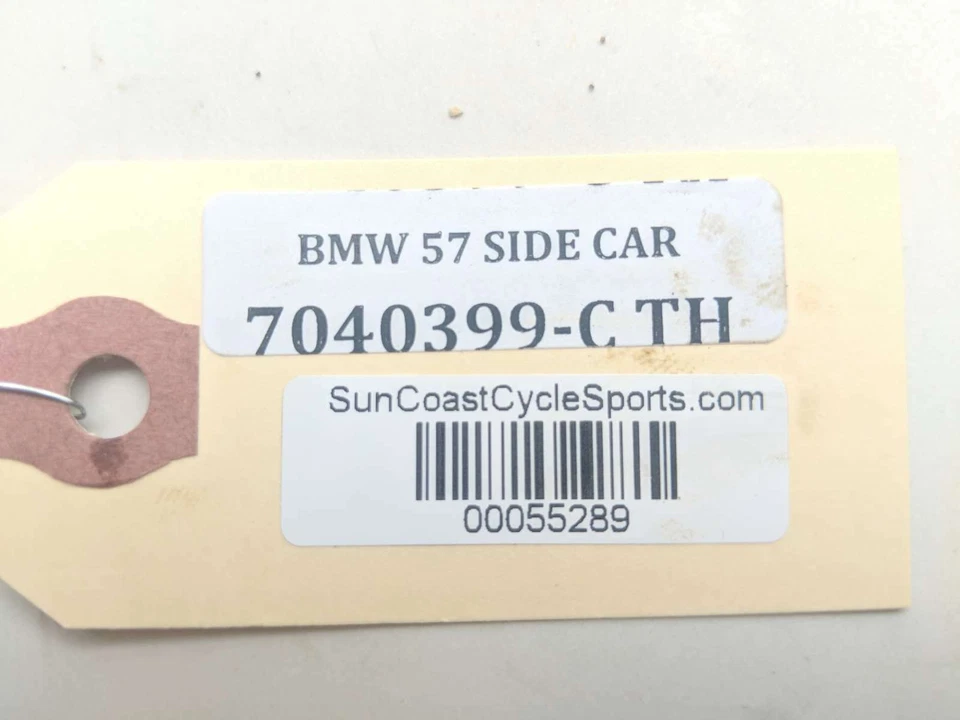 BMW 57 SIDE CAR
7040399-C TH
SunCoastCycleSports.com
00055289